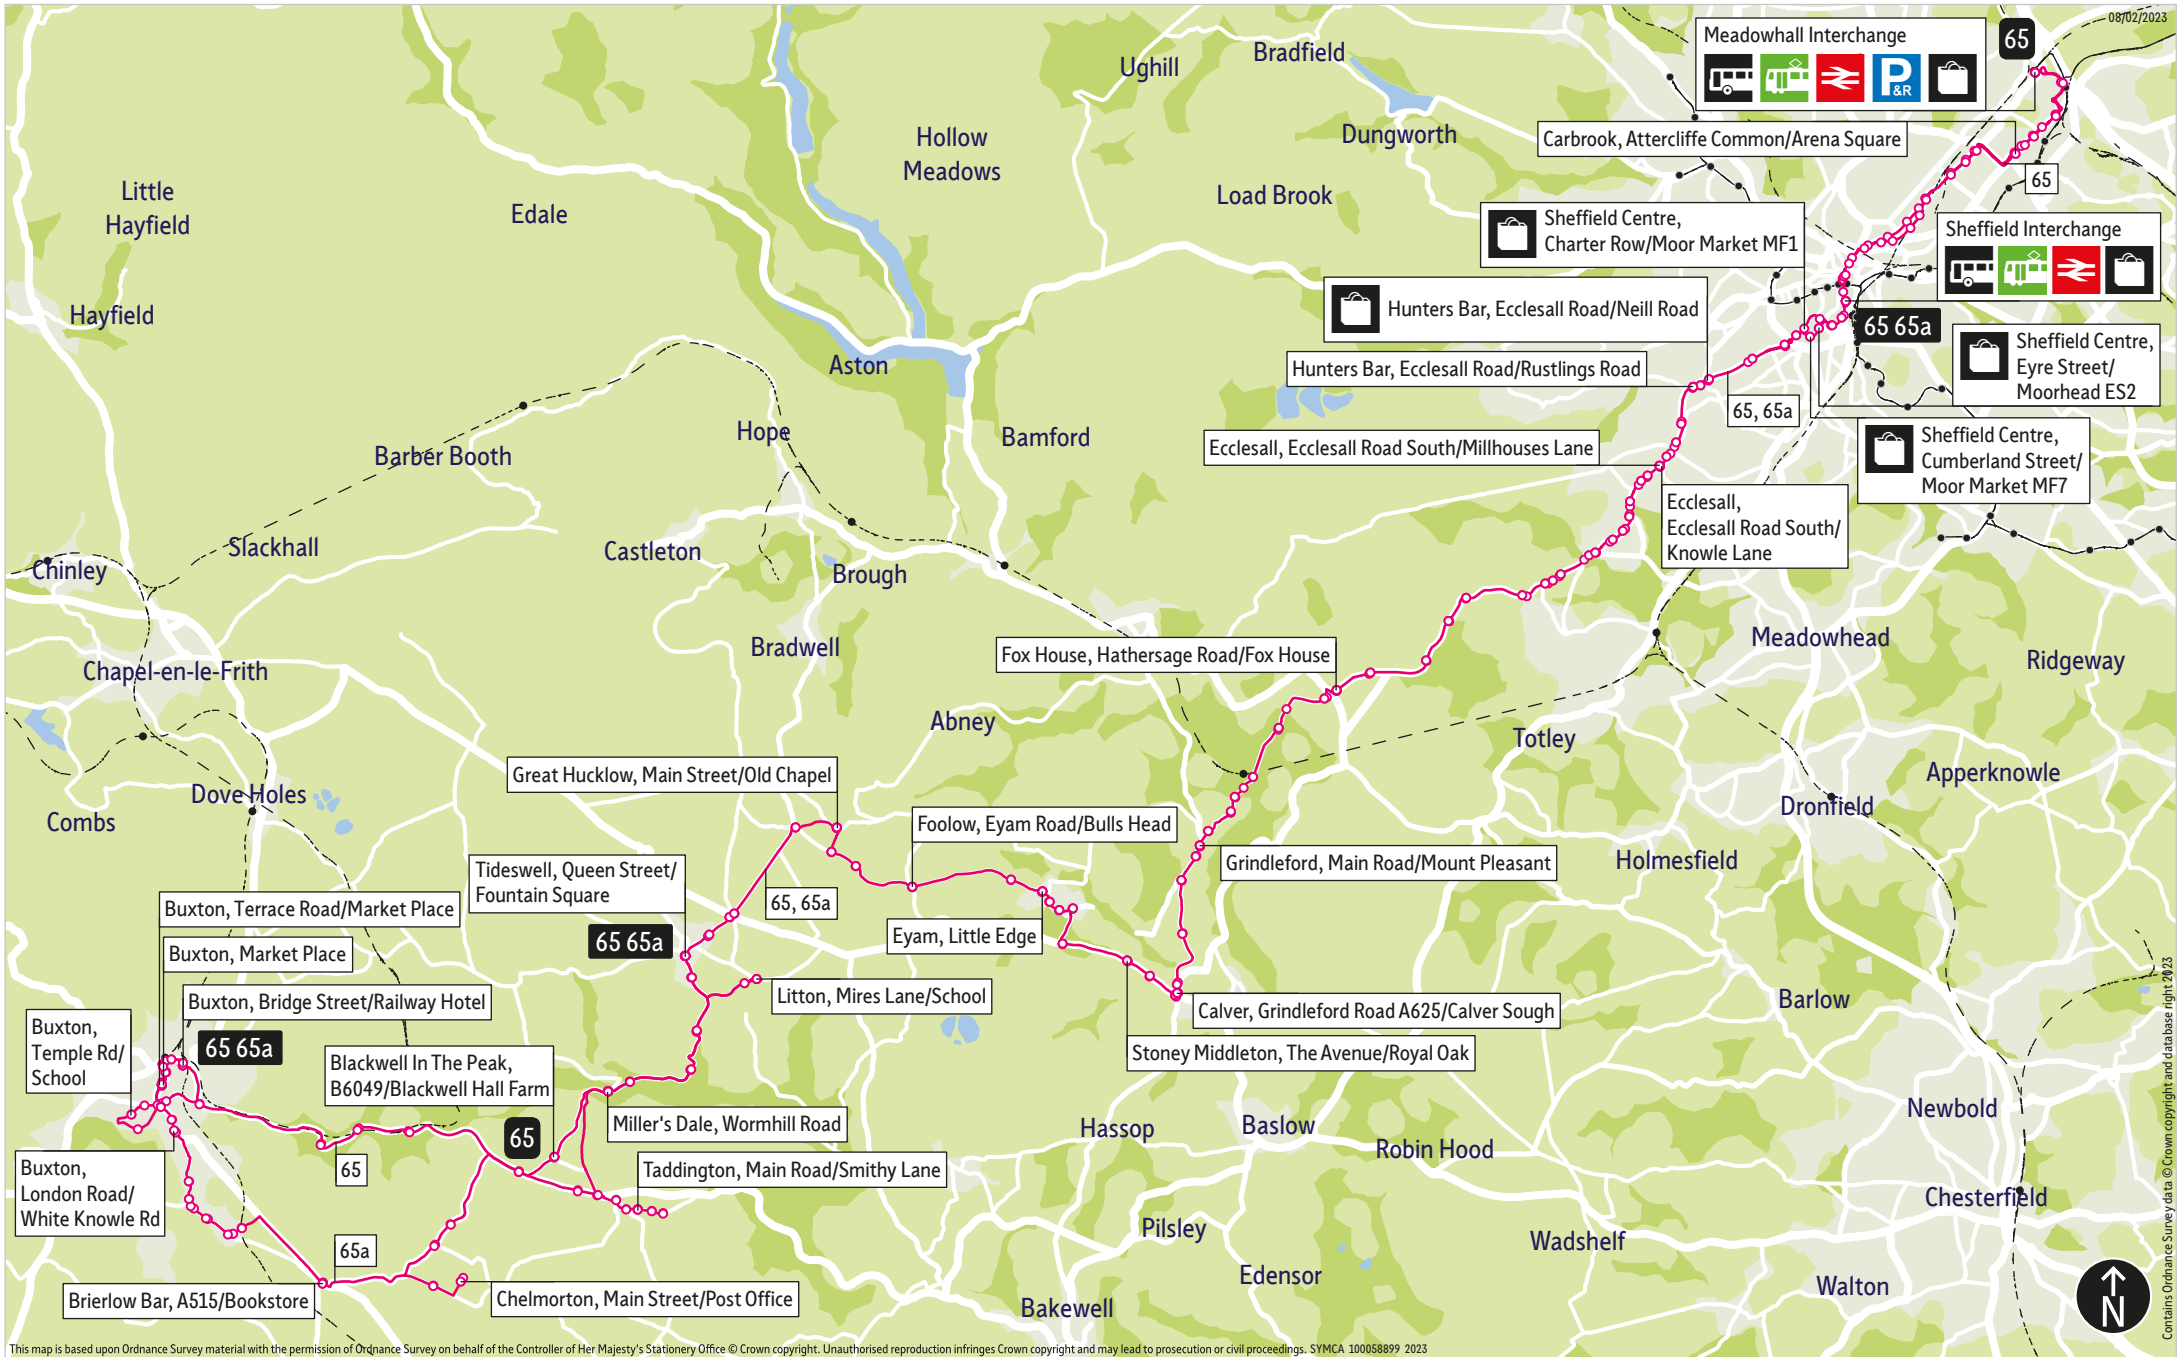 08/02/2023
Meadowhall Interchange
65
P
&R
Carbrook, Attercliffe Common/Arena Square
65
Sheffield Centre,
Charter Row/Moor Market MF1
Sheffield Interchange
Hunters Bar, Ecclesall Road/Neill Road
65 65a
Sheffield Centre,
Eyre Street/
Moorhead ES2
Hunters Bar, Ecclesall Road/Rustlings Road
65, 65a
Sheffield Centre,
Cumberland Street/
Moor Market MF7
Ecclesall, Ecclesall Road South/Millhouses Lane
Ecclesall,
Ecclesall Road South/
Knowle Lane
Bradfield
Ughill
Dungworth
Hollow
Meadows
Load Brook
Little
Hayfield
Edale
Hayfield
Aston
Hope
Bamford
Barber Booth
Slackhall
Castleton
Chinley
Brough
Bradwell
Meadowhead
Ridgeway
Chapel-en-le-Frith
Fox House, Hathersage Road/Fox House
Abney
Totley
Apperknowle
Great Hucklow, Main Street/Old Chapel
Dove Holes
Combs
Dronfield
Foolow, Eyam Road/Bulls Head
Grindleford, Main Road/Mount Pleasant
Holmesfield
Tideswell, Queen Street/
Fountain Square
65, 65a
Buxton, Terrace Road/Market Place
65 65a
Eyam, Little Edge
Buxton, Market Place
Litton, Mires Lane/School
Buxton, Bridge Street/Railway Hotel
Calver, Grindleford Road A625/Calver Sough
Barlow
Buxton,
Temple Rd/
School
65 65a
Blackwell In The Peak,
B6049/Blackwell Hall Farm
Stoney Middleton, The Avenue/Royal Oak
65
Miller's Dale, Wormhill Road
Hassop
Baslow
Robin Hood
Newbold
65
Taddington, Main Road/Smithy Lane
Buxton,
London Road/
White Knowle Rd
Chesterfield
Pilsley
Wadshelf
65a
Edensor
Walton
Brierlow Bar, A515/Bookstore
Chelmorton, Main Street/Post Office
Bakewell
N
Contains Ordnance Survey data © Crown copyright and database right 2023
This map is based upon Ordnance Survey material with the permission of Ordnance Survey on behalf of the Controller of Her Majesty's Stationery Office © Crown copyright. Unauthorised reproduction infringes Crown copyright and may lead to prosecution or civil proceedings. SYMCA 100058899 2023